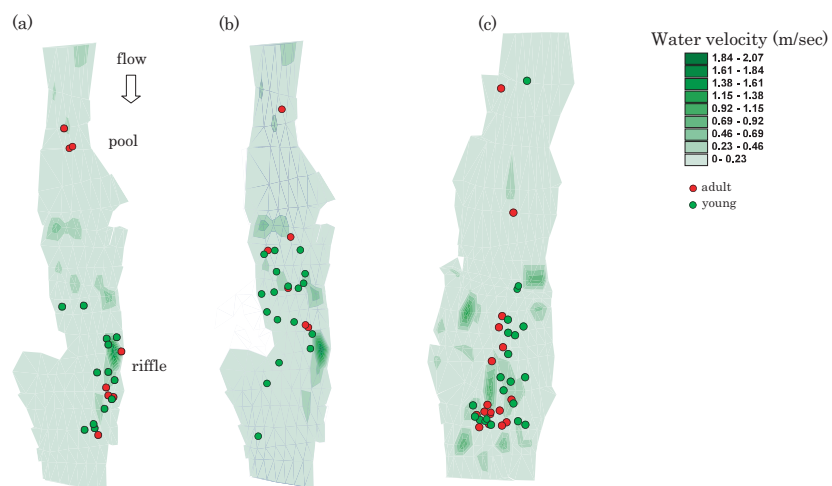 (a)
(b)
(c)
flow
pool
riffle
Water velocity (m/sec)
1.84 - 2.07
1.61 - 1.84
1.38 - 1.61
1.15 - 1.38
0.92 - 1.15
0.69 - 0.92
0.46 - 0.69
0.23 - 0.46
0- 0.23
adult
young